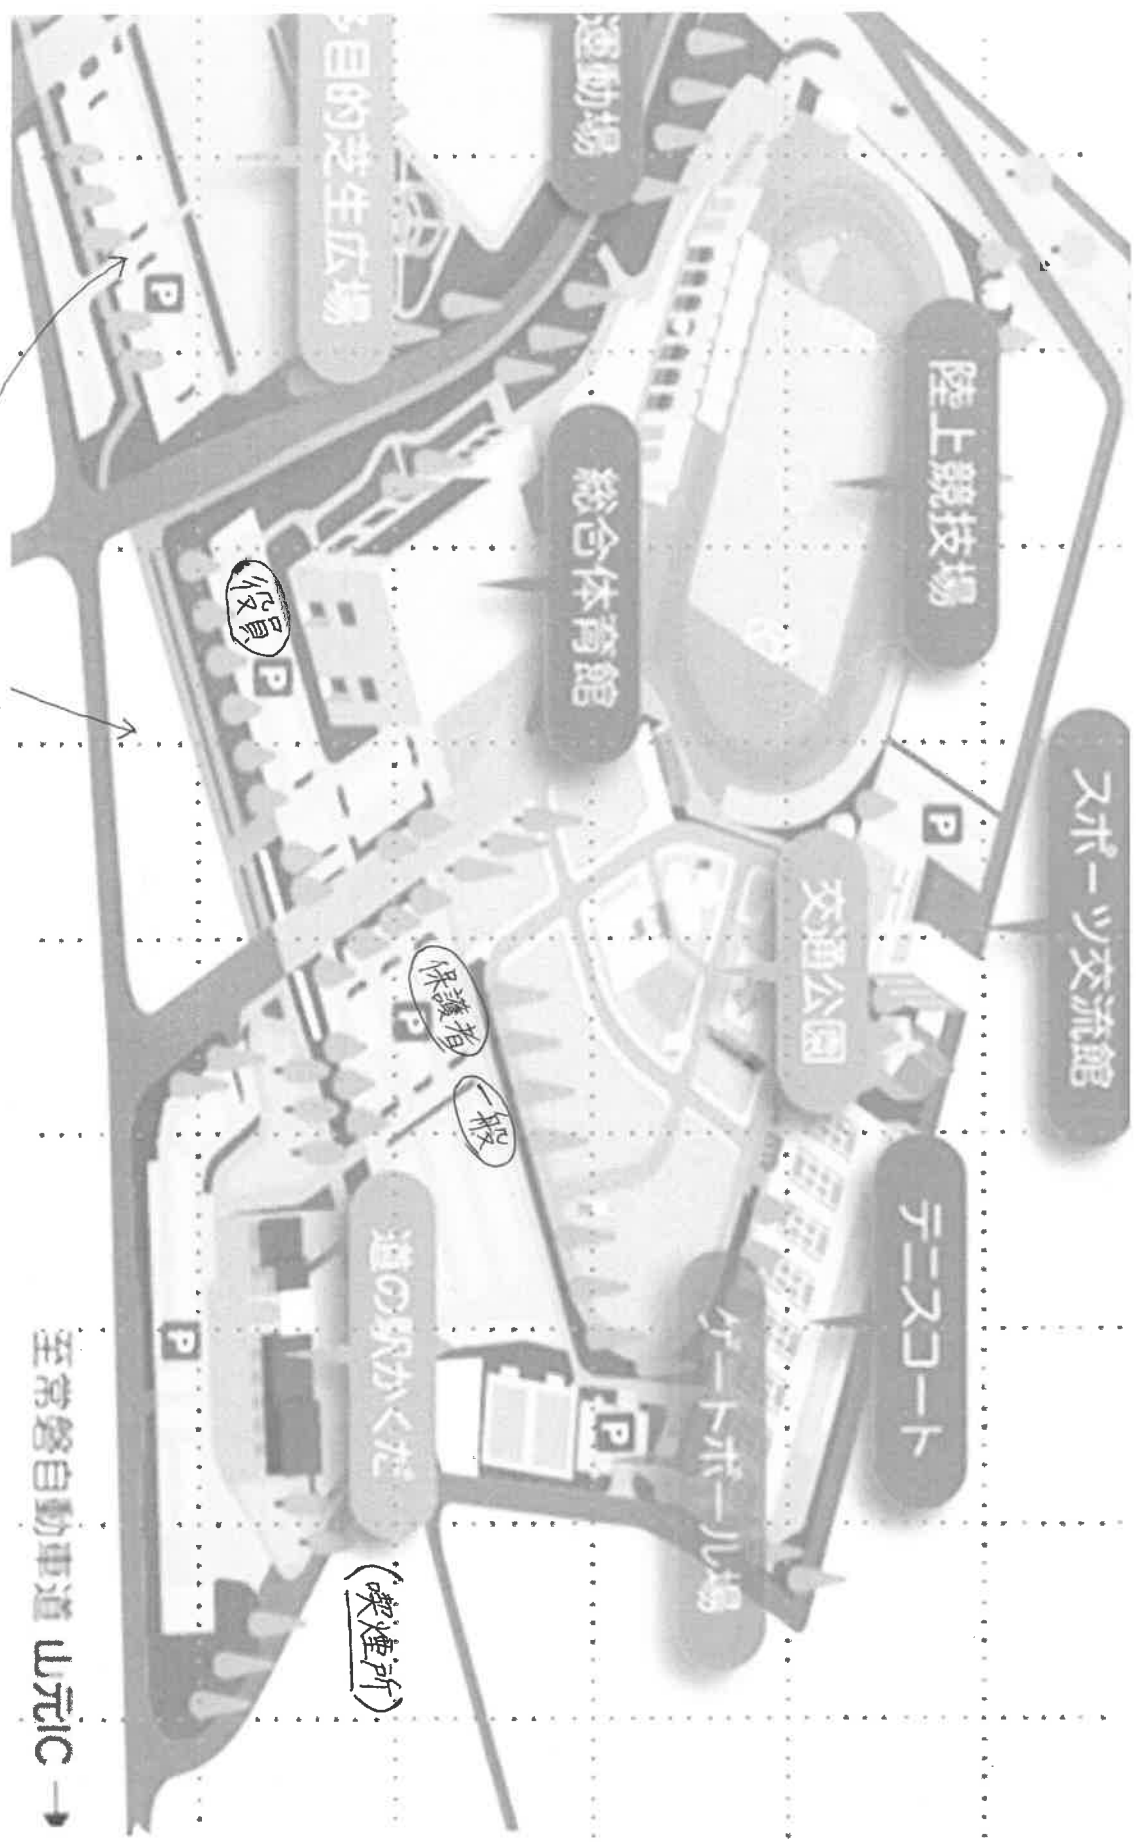 スポーツ交流館
陸上競技場
テニスコート
P
交通公園
ゲートボール場
運動場
総合体育館
P
多目的芝生広場
保護者
P
一般
道の駅かくだ
(喫煙所)
役員
P
P
P
至常磐自動車道 山元IC →